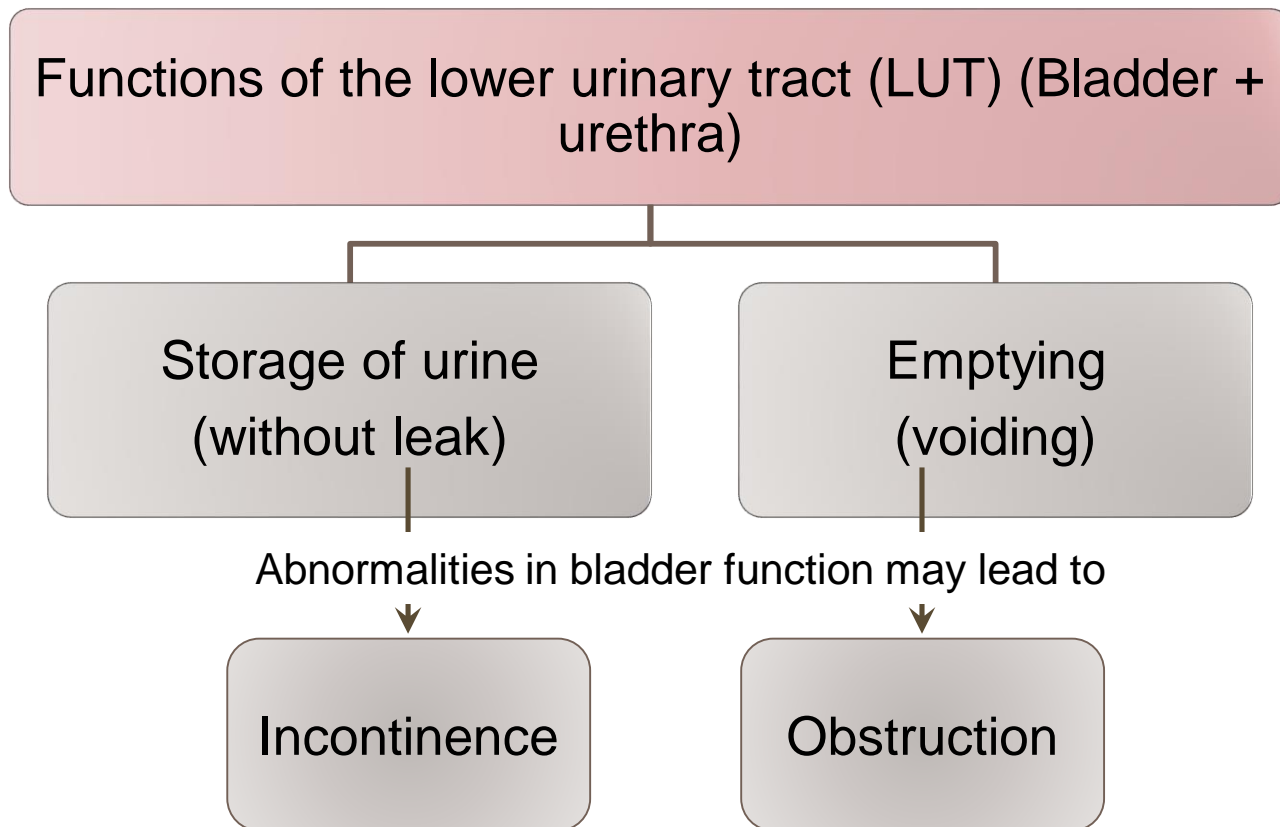 Functions of the lower urinary tract (LUT) (Bladder +
urethra)
Storage of urine
(without leak)
Emptying
(voiding)
Abnormalities in bladder function may lead to
Incontinence
Obstruction